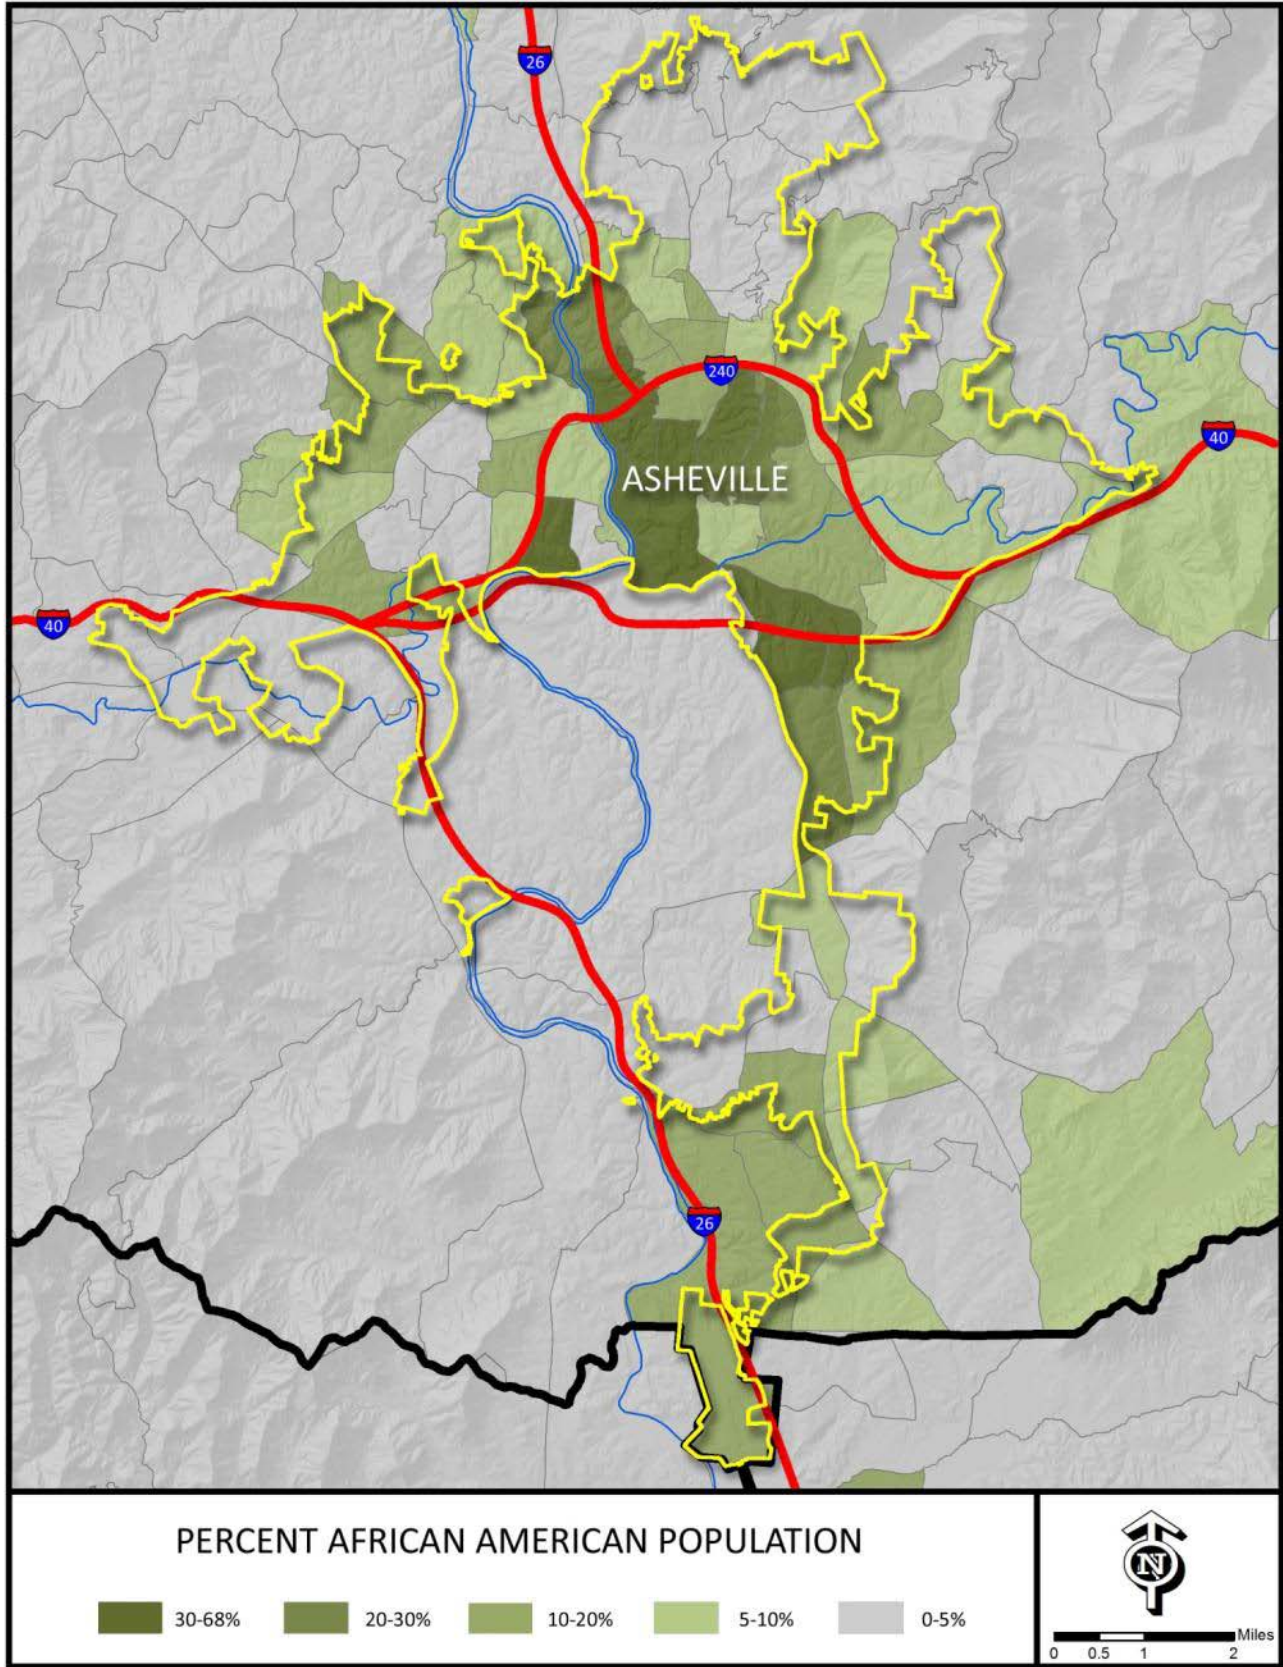 26
240
40
ASHEVILLE
40
26
PERCENT AFRICAN AMERICAN POPULATION
30-68%
20-30%
10-20%
5-10%
0-5%
N
Miles
0 0.5 1 2